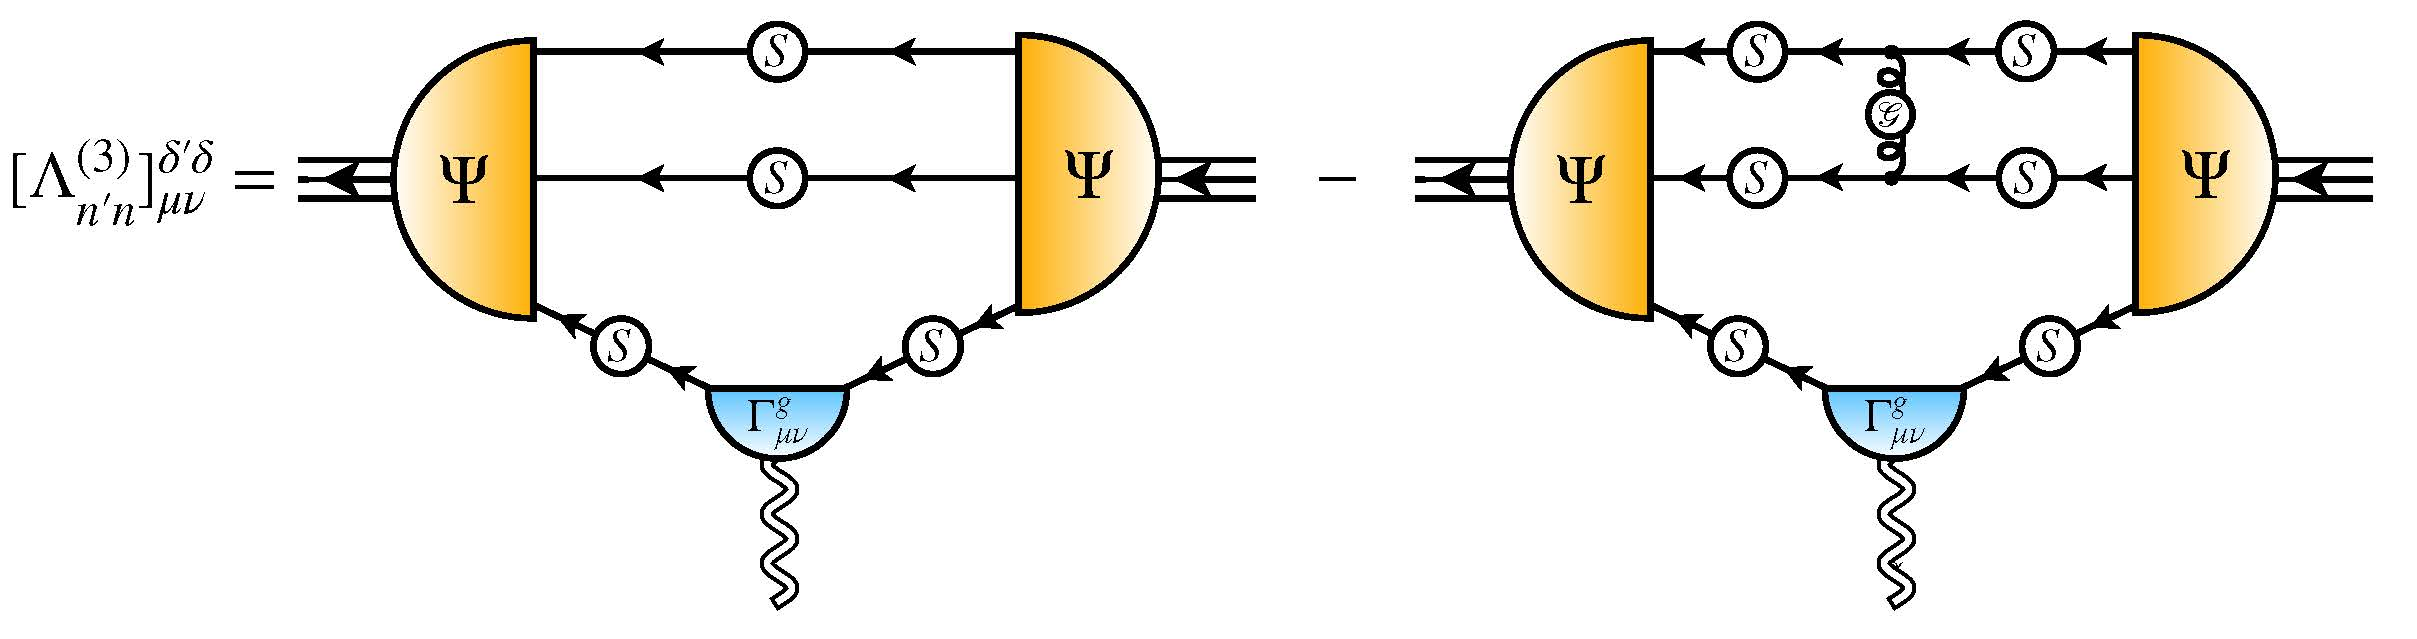 [Λ^{(3)}_{n′n}]^{δ′δ}_{μν} =
Ψ S S Ψ S S Γ^g_{μν}
−
Ψ S S 𝒢 S S Ψ S S Γ^g_{μν}